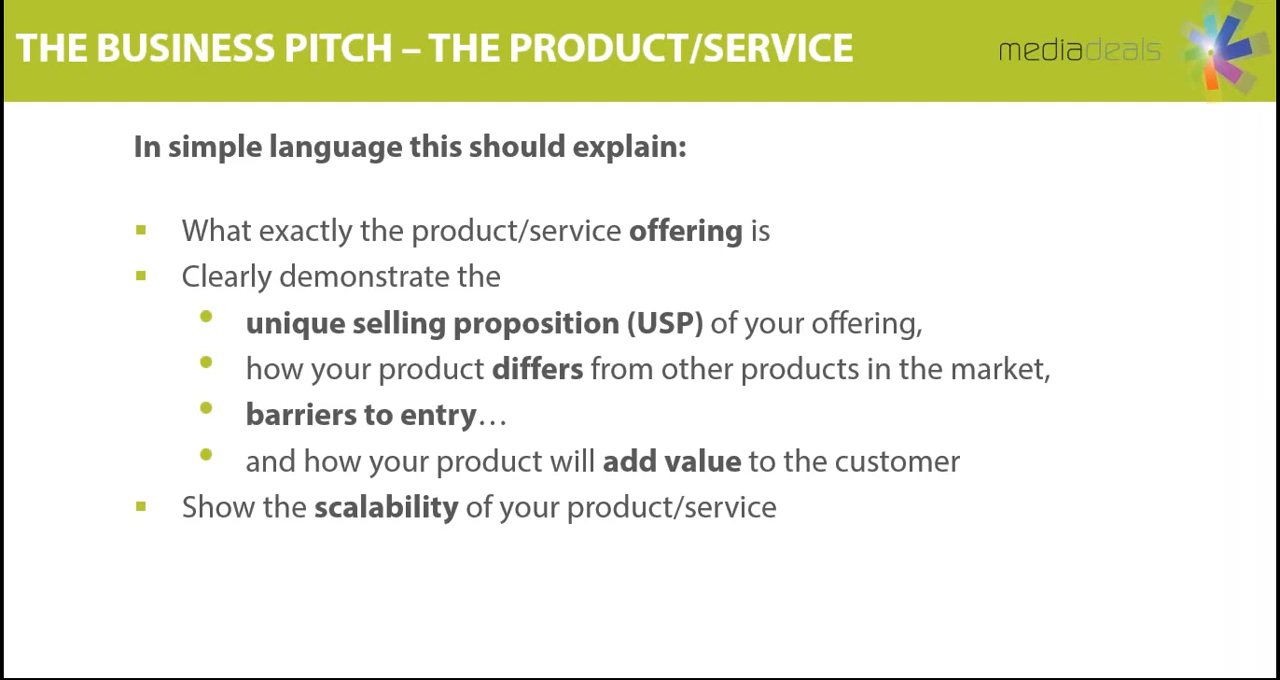 THE BUSINESS PITCH – THE PRODUCT/SERVICE
mediadeals
In simple language this should explain:
▪ What exactly the product/service offering is
▪ Clearly demonstrate the
• unique selling proposition (USP) of your offering,
• how your product differs from other products in the market,
• barriers to entry…
• and how your product will add value to the customer
▪ Show the scalability of your product/service